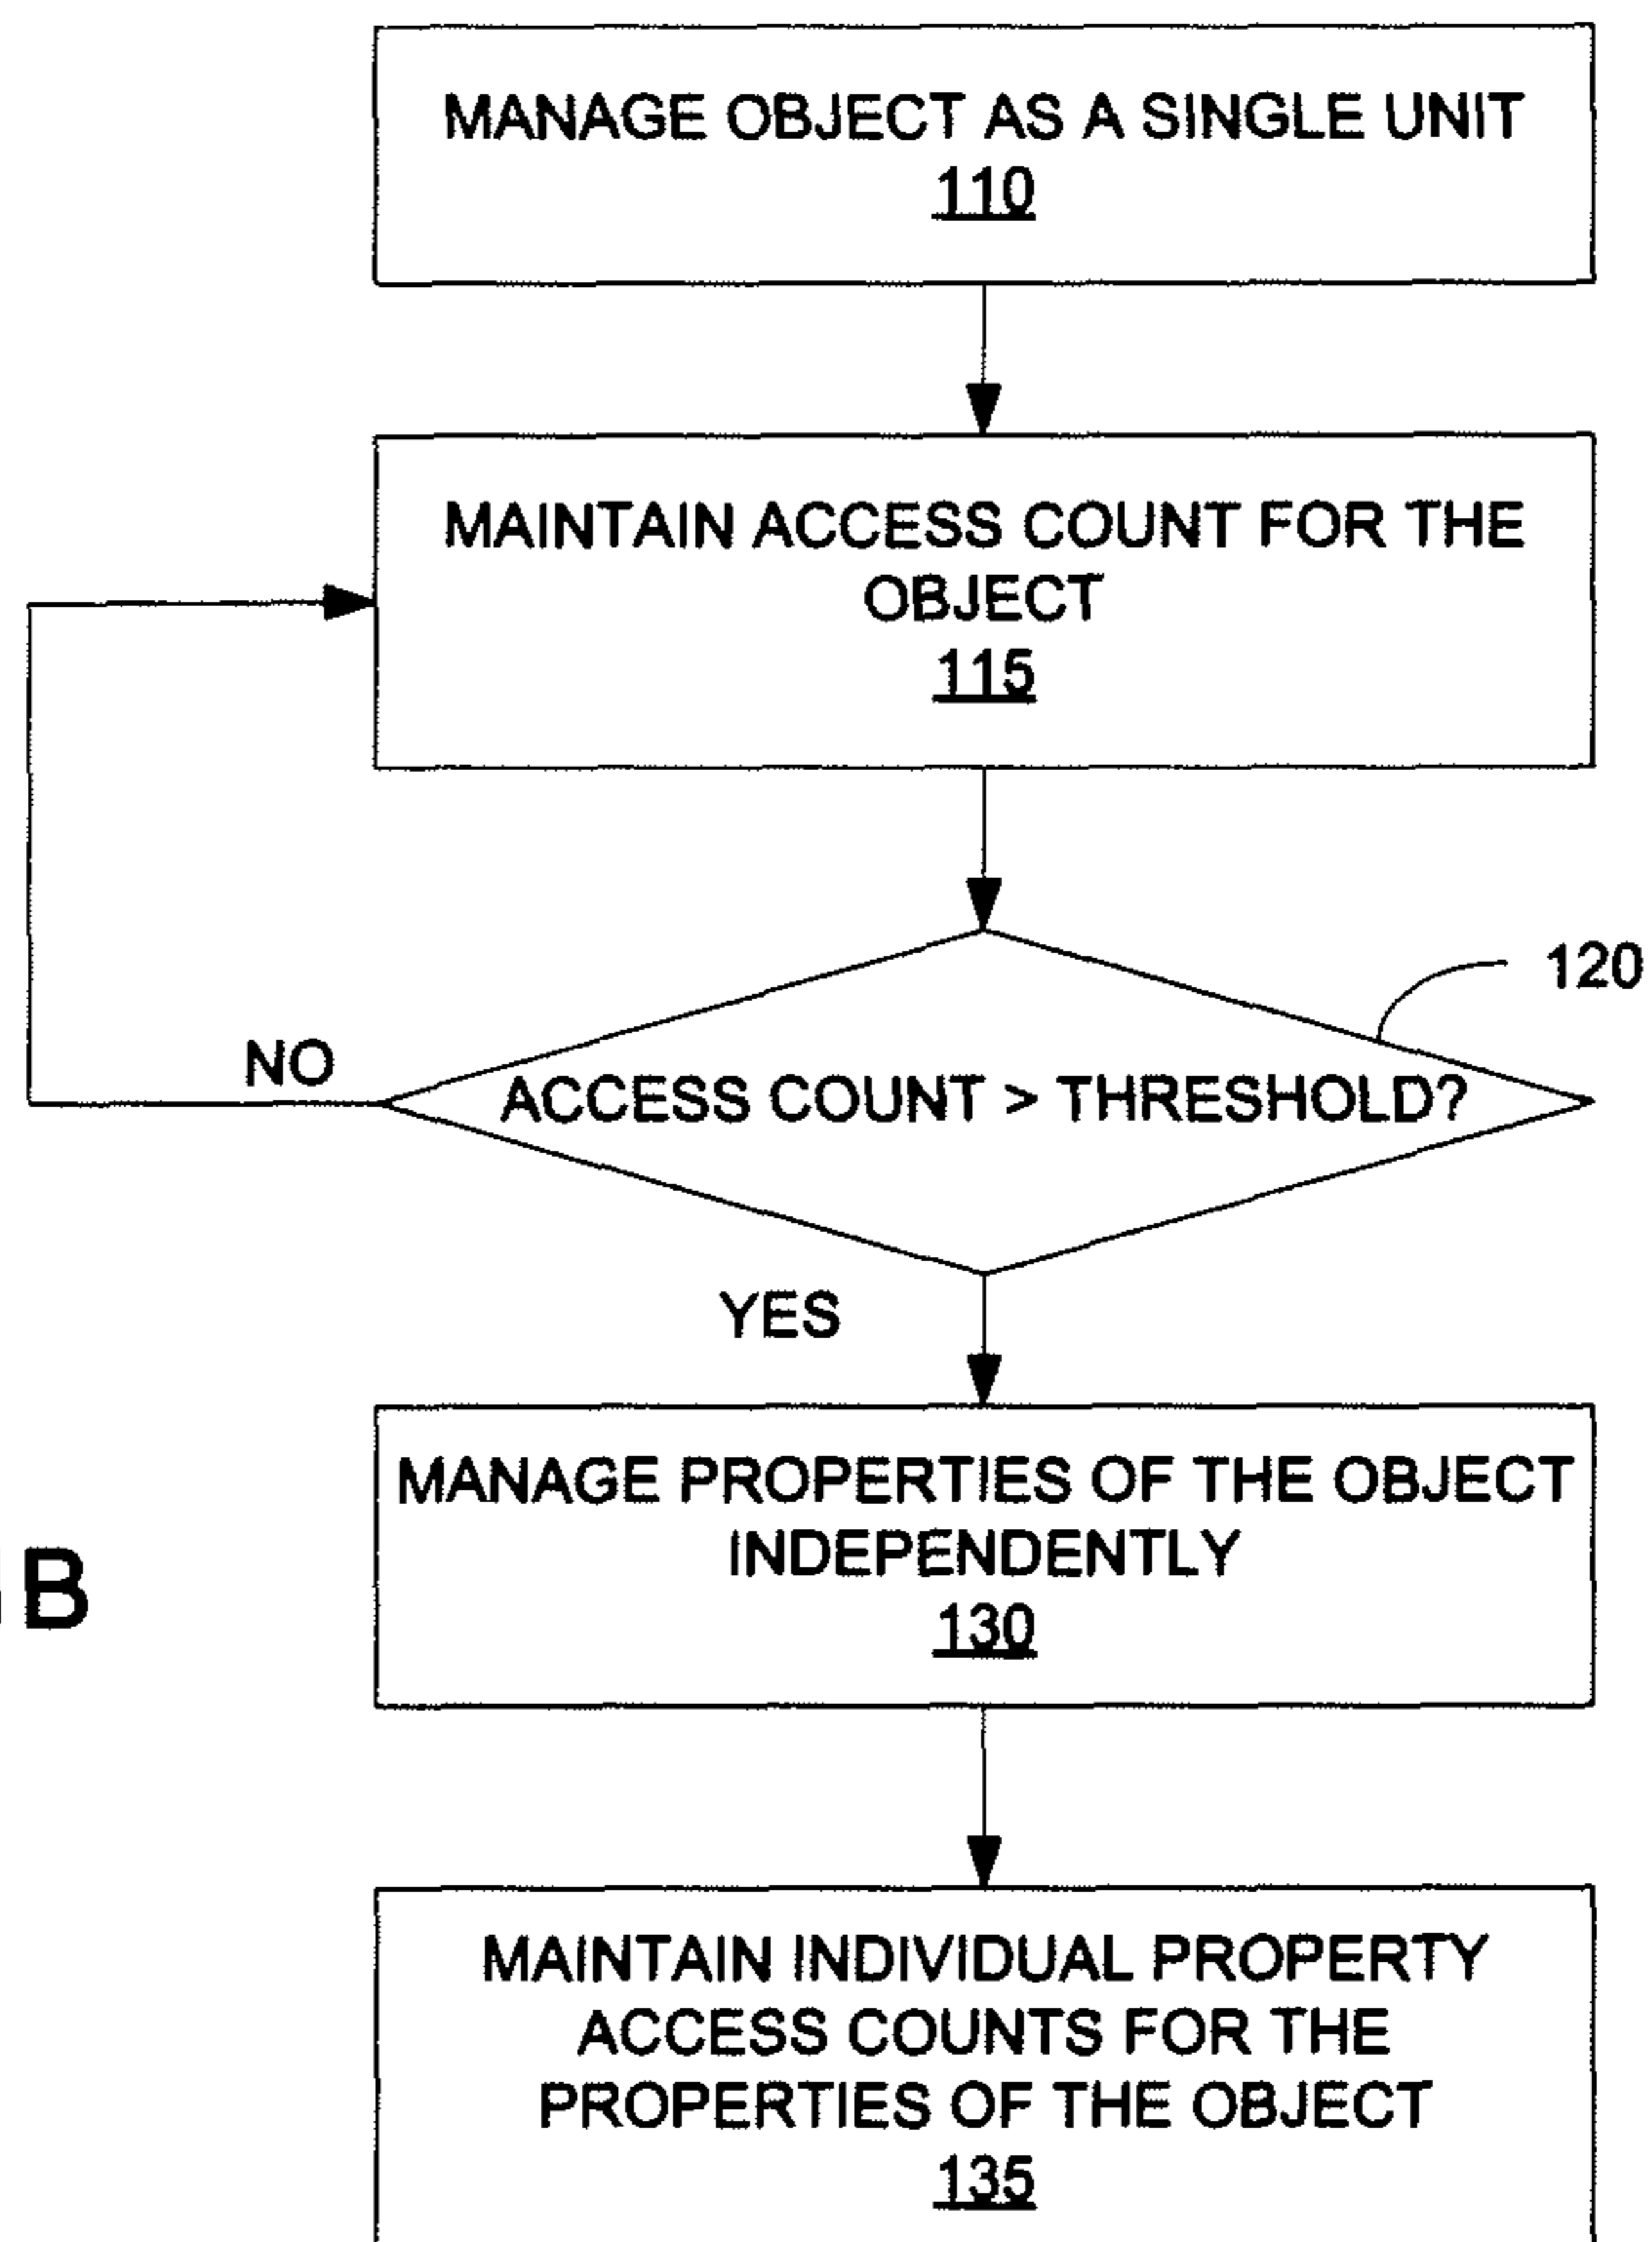 MANAGE OBJECT AS A SINGLE UNIT
110
MAINTAIN ACCESS COUNT FOR THE
OBJECT
115
120
NO
ACCESS COUNT > THRESHOLD?
YES
MANAGE PROPERTIES OF THE OBJECT
INDEPENDENTLY
130
B
MAINTAIN INDIVIDUAL PROPERTY
ACCESS COUNTS FOR THE
PROPERTIES OF THE OBJECT
135